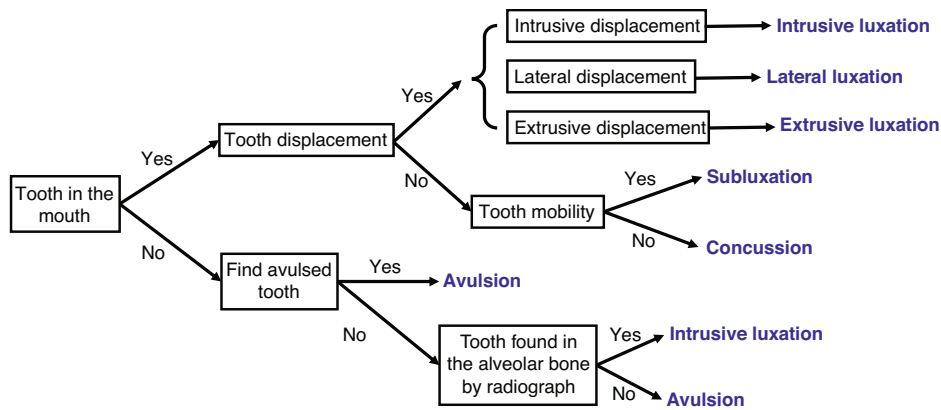 Intrusive displacement
Intrusive luxation
Lateral displacement
Lateral luxation
Extrusive displacement
Extrusive luxation
Yes
Tooth displacement
Yes
No
Yes
Subluxation
Tooth in the
mouth
Tooth mobility
No
Concussion
No
Find avulsed
tooth
Yes
Avulsion
No
Tooth found in
the alveolar bone
by radiograph
Yes
Intrusive luxation
No
Avulsion